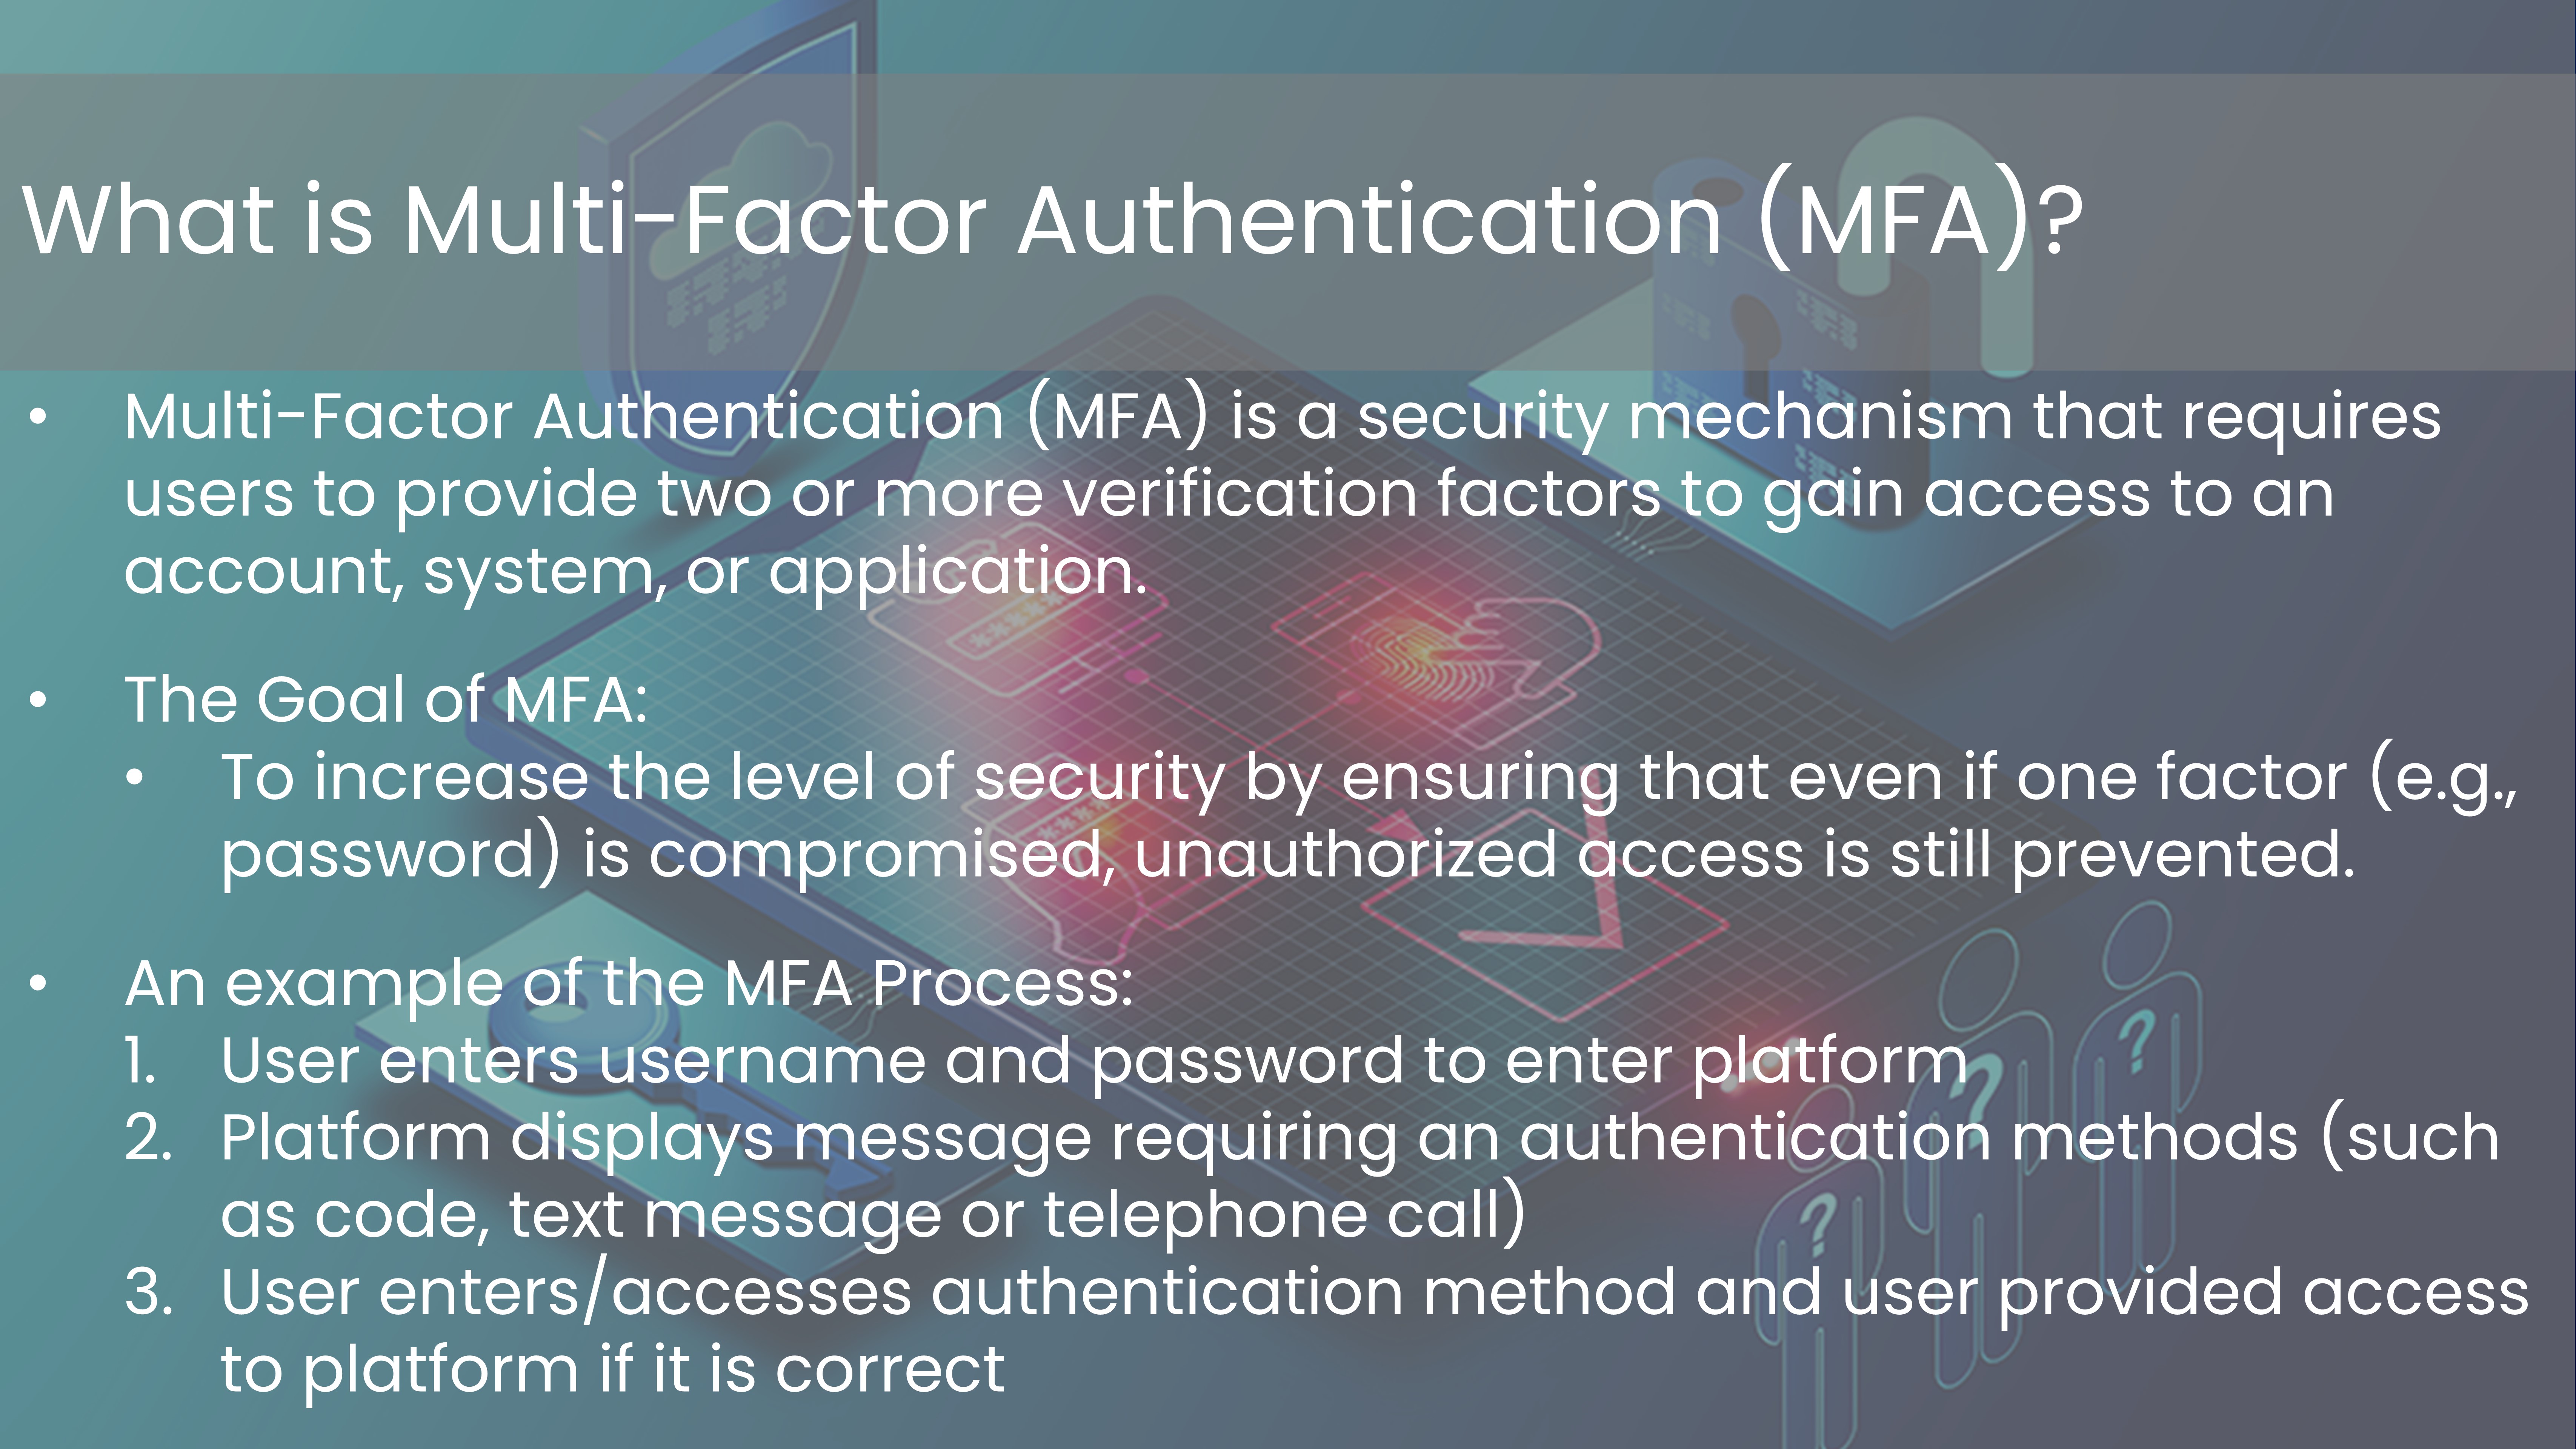 What is Multi-Factor Authentication (MFA)?
• Multi-Factor Authentication (MFA) is a security mechanism that requires
users to provide two or more verification factors to gain access to an
account, system, or application.
• The Goal of MFA:
• To increase the level of security by ensuring that even if one factor (e.g.,
password) is compromised, unauthorized access is still prevented.
• An example of the MFA Process:
1. User enters username and password to enter platform
2. Platform displays message requiring an authentication methods (such
as code, text message or telephone call)
3. User enters/accesses authentication method and user provided access
to platform if it is correct